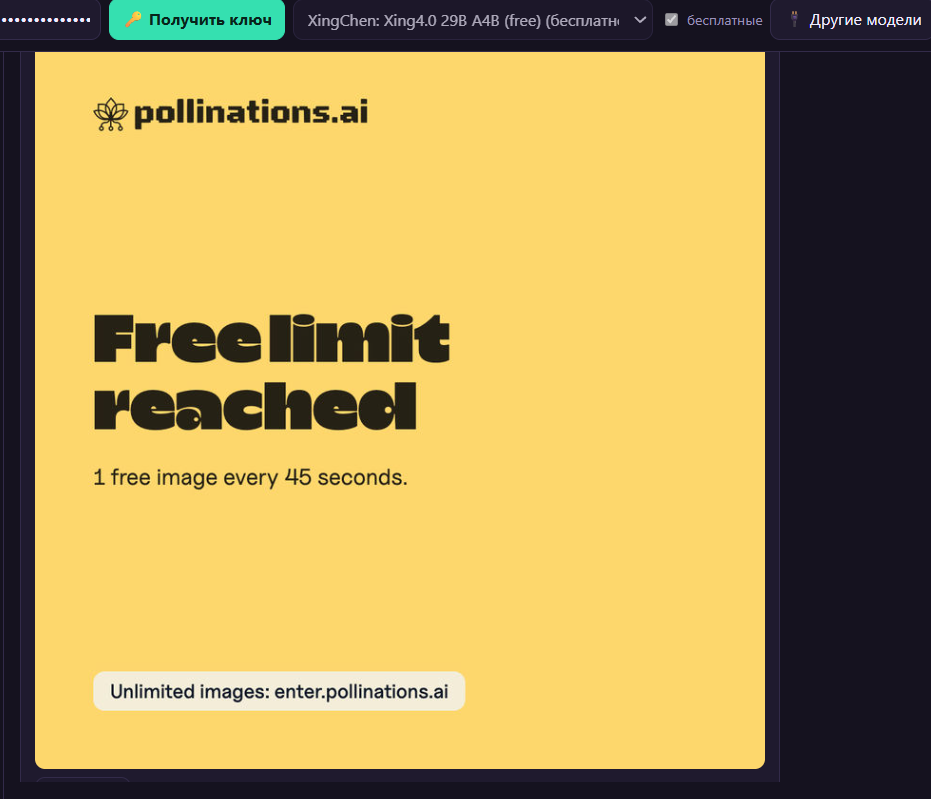 Получить ключ
XingChen: Xing4.0 29B A4B (free)
бесплатные
Другие модели
pollinations.ai
Free limit
reached
1 free image every 45 seconds.
Unlimited images: enter.pollinations.ai